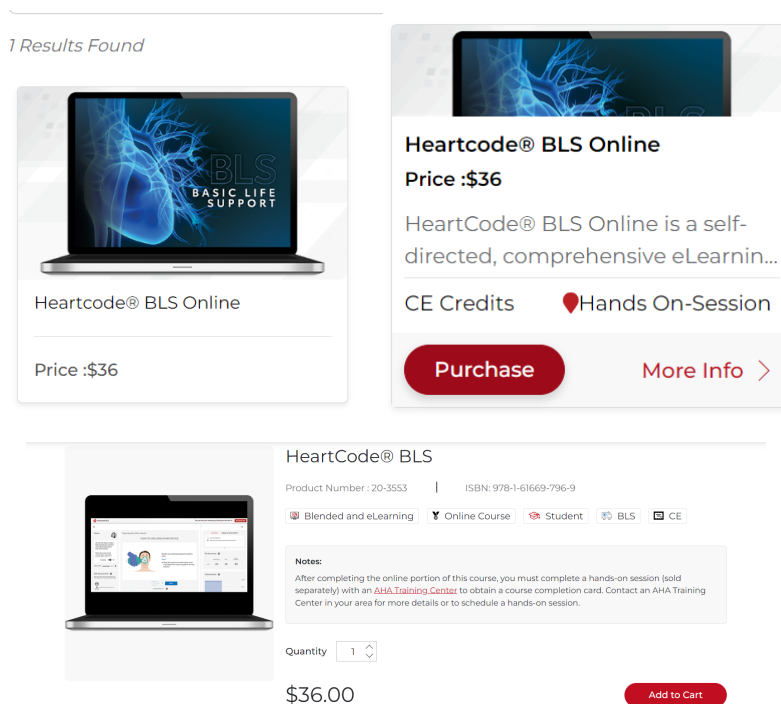 1 Results Found
BLS
BASIC LIFE
SUPPORT
Heartcode® BLS Online
Price :$36
BLS
Heartcode® BLS Online
Price :$36
HeartCode® BLS Online is a self-
directed, comprehensive eLearnin...
CE Credits
Hands On-Session
Purchase
More Info
HeartCode® BLS
Product Number : 20-3553 | ISBN: 978-1-61669-796-9
Blended and eLearning
Online Course
Student
BLS
CE
Notes:
After completing the online portion of this course, you must complete a hands-on session (sold
separately) with an AHA Training Center to obtain a course completion card. Contact an AHA Training
Center in your area for more details or to schedule a hands-on session.
Quantity 1
$36.00
Add to Cart